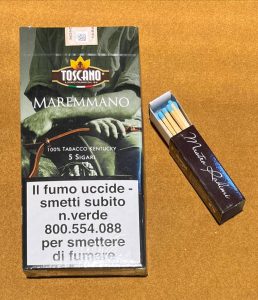 TOSCANO
MAREMMANO
100% TABACCO KENTUCKY
5 SIGARI
Il fumo uccide -
smetti subito
n.verde
800.554.088
per smettere
di fumare